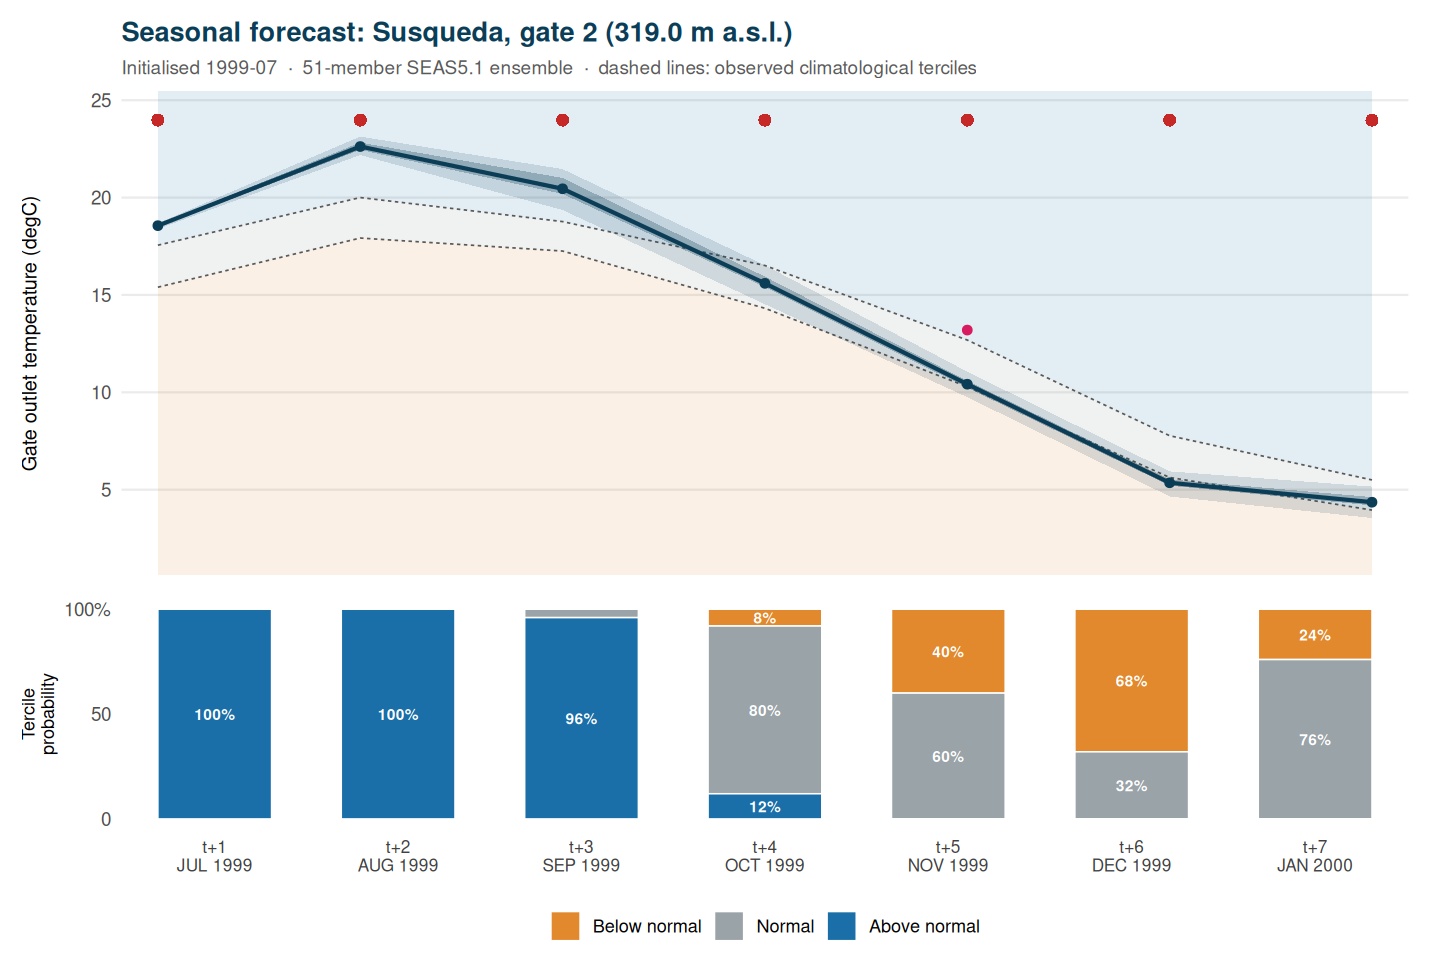 Seasonal forecast: Susqueda, gate 2 (319.0 m a.s.l.)
Initialised 1999-07 · 51-member SEAS5.1 ensemble · dashed lines: observed climatological terciles
Gate outlet temperature (degC)
25
20
15
10
5
Tercile
probability
100%
50
0
100%
100%
96%
8%
80%
12%
40%
60%
68%
32%
24%
76%
t+1
JUL 1999
t+2
AUG 1999
t+3
SEP 1999
t+4
OCT 1999
t+5
NOV 1999
t+6
DEC 1999
t+7
JAN 2000
Below normal
Normal
Above normal